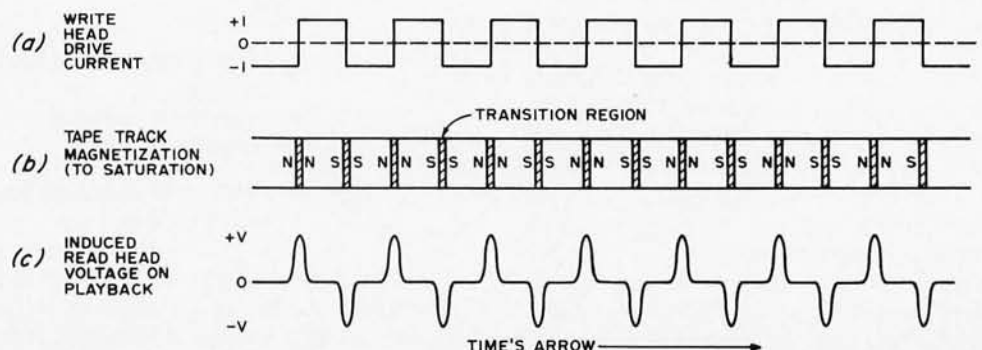 (a) WRITE
HEAD
DRIVE
CURRENT
+I
0
-I
TRANSITION REGION
(b) TAPE TRACK
MAGNETIZATION
(TO SATURATION)
N N S S N N S S N N S S N N S S N N S S N N S S N N S
(c) INDUCED
READ HEAD
VOLTAGE ON
PLAYBACK
+V
0
-V
TIME'S ARROW